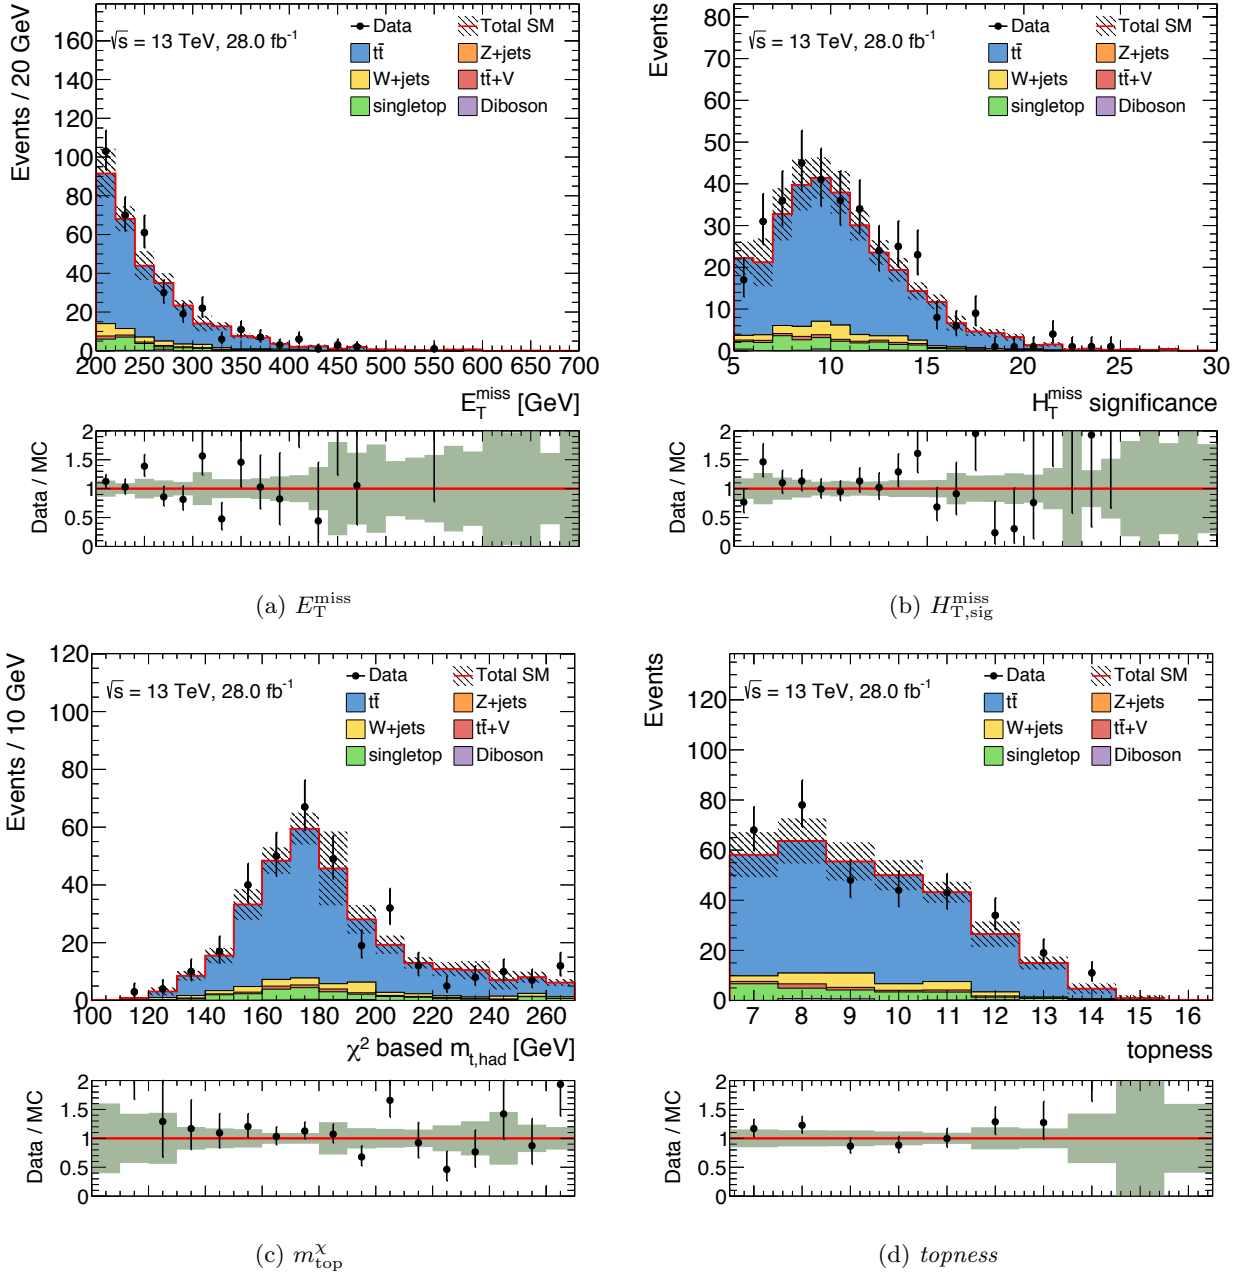 Events / 20 GeV
√s = 13 TeV, 28.0 fb⁻¹
Data
Total SM
tt̄
Z+jets
W+jets
tt̄+V
singletop
Diboson
160
140
120
100
80
60
40
20
200 250 300 350 400 450 500 550 600 650 700
E_T^miss [GeV]
Data / MC
2
1.5
1
0.5
0
(a) E_T^miss
Events
√s = 13 TeV, 28.0 fb⁻¹
Data
Total SM
tt̄
Z+jets
W+jets
tt̄+V
singletop
Diboson
80
70
60
50
40
30
20
10
0
5 10 15 20 25 30
H_T^miss significance
Data / MC
2
1.5
1
0.5
0
(b) H_T,sig^miss
Events / 10 GeV
√s = 13 TeV, 28.0 fb⁻¹
Data
Total SM
tt̄
Z+jets
W+jets
tt̄+V
singletop
Diboson
120
100
80
60
40
20
0
100 120 140 160 180 200 220 240 260
χ² based m_t,had [GeV]
Data / MC
2
1.5
1
0.5
0
(c) m_top^χ
Events
√s = 13 TeV, 28.0 fb⁻¹
Data
Total SM
tt̄
Z+jets
W+jets
tt̄+V
singletop
Diboson
120
100
80
60
40
20
0
7 8 9 10 11 12 13 14 15 16
topness
Data / MC
2
1.5
1
0.5
0
(d) topness